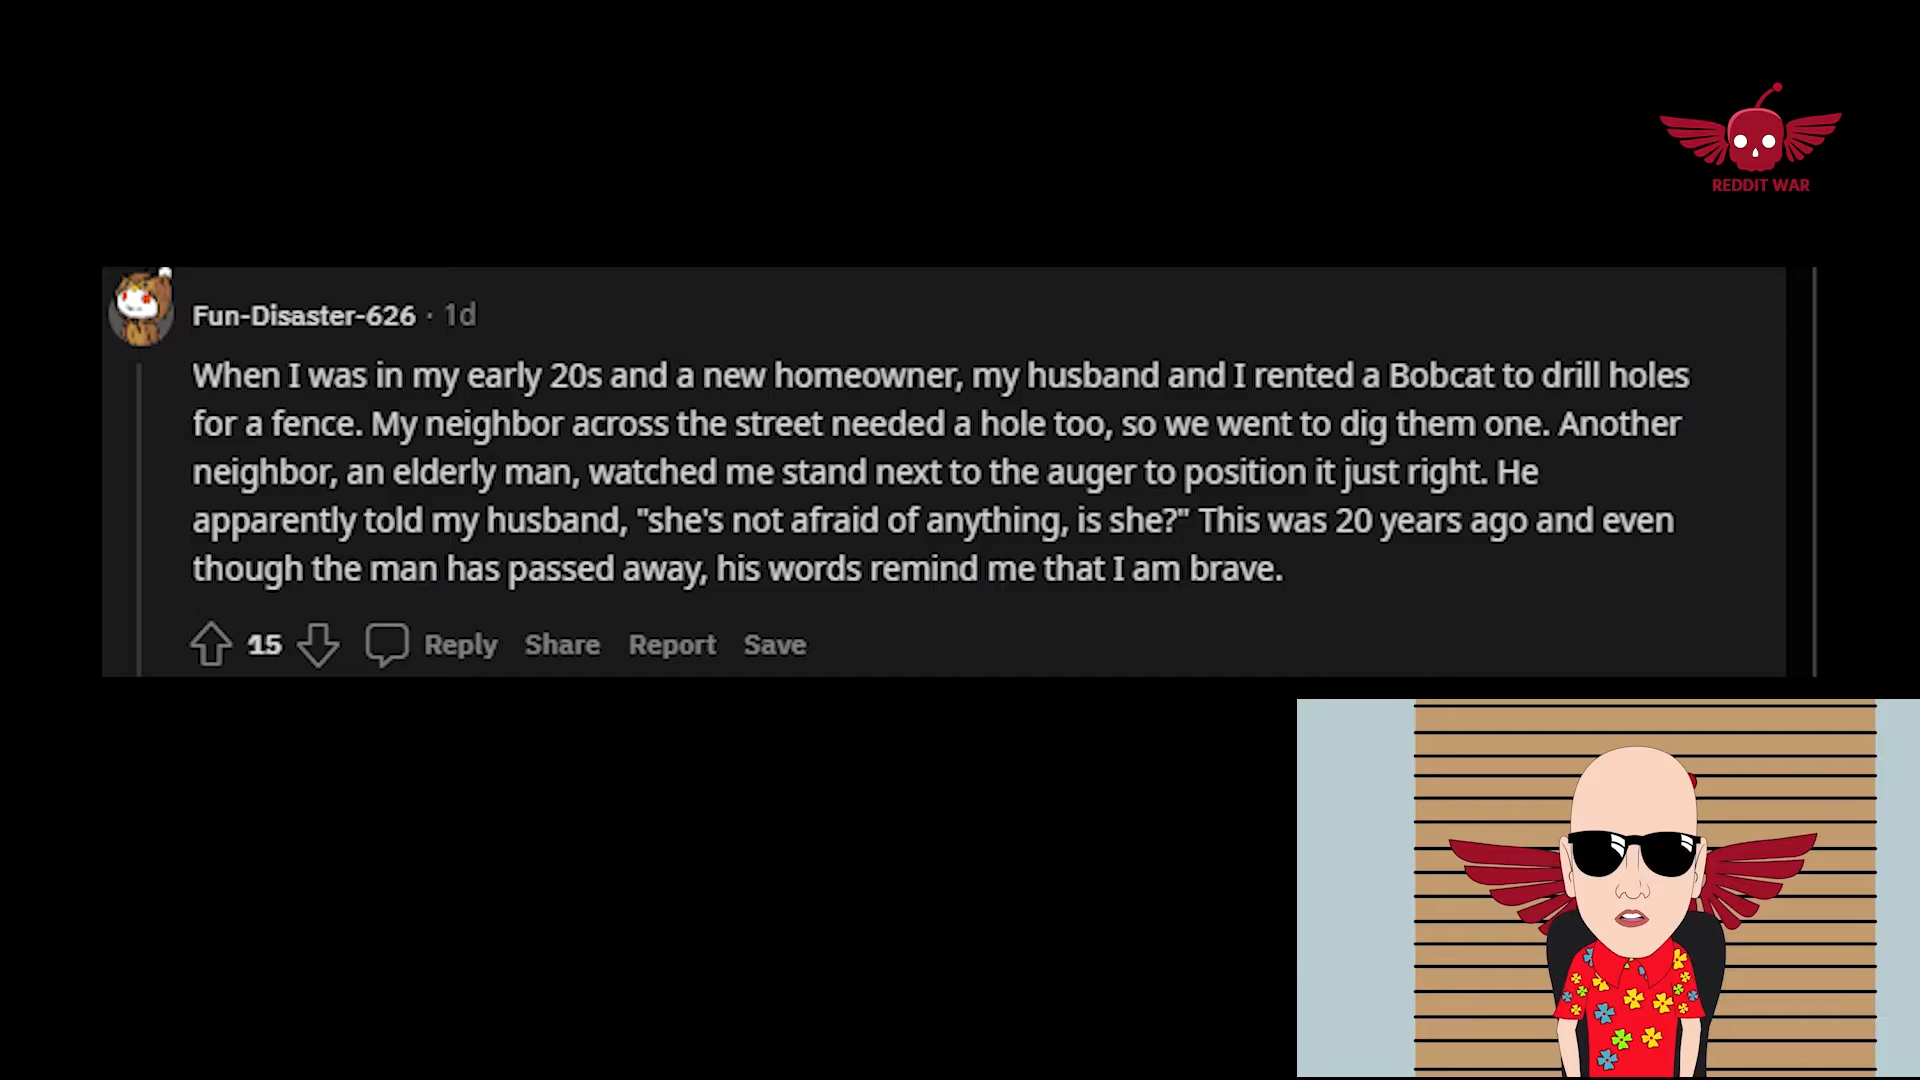 REDDIT WAR
Fun-Disaster-626 · 1d
When I was in my early 20s and a new homeowner, my husband and I rented a Bobcat to drill holes
for a fence. My neighbor across the street needed a hole too, so we went to dig them one. Another
neighbor, an elderly man, watched me stand next to the auger to position it just right. He
apparently told my husband, "she's not afraid of anything, is she?" This was 20 years ago and even
though the man has passed away, his words remind me that I am brave.
15 Reply Share Report Save